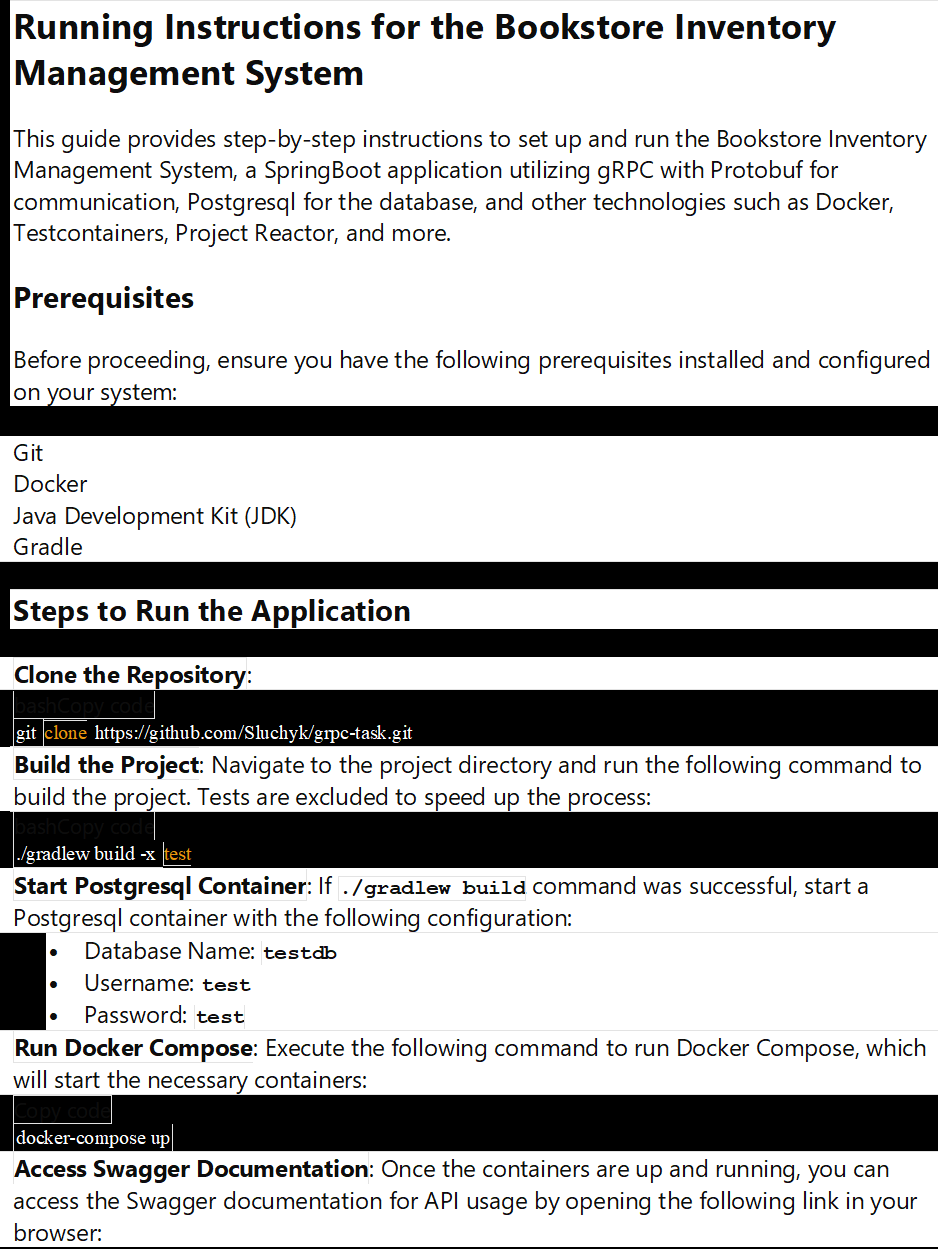 Running Instructions for the Bookstore Inventory
Management System
This guide provides step-by-step instructions to set up and run the Bookstore Inventory
Management System, a SpringBoot application utilizing gRPC with Protobuf for
communication, Postgresql for the database, and other technologies such as Docker,
Testcontainers, Project Reactor, and more.
Prerequisites
Before proceeding, ensure you have the following prerequisites installed and configured
on your system:
Git
Docker
Java Development Kit (JDK)
Gradle
Steps to Run the Application
Clone the Repository:
bashCopy code
git clone https://github.com/Sluchyk/grpc-task.git
Build the Project: Navigate to the project directory and run the following command to
build the project. Tests are excluded to speed up the process:
bashCopy code
./gradlew build -x test
Start Postgresql Container: If ./gradlew build command was successful, start a
Postgresql container with the following configuration:
• Database Name: testdb
• Username: test
• Password: test
Run Docker Compose: Execute the following command to run Docker Compose, which
will start the necessary containers:
Copy code
docker-compose up
Access Swagger Documentation: Once the containers are up and running, you can
access the Swagger documentation for API usage by opening the following link in your
browser: